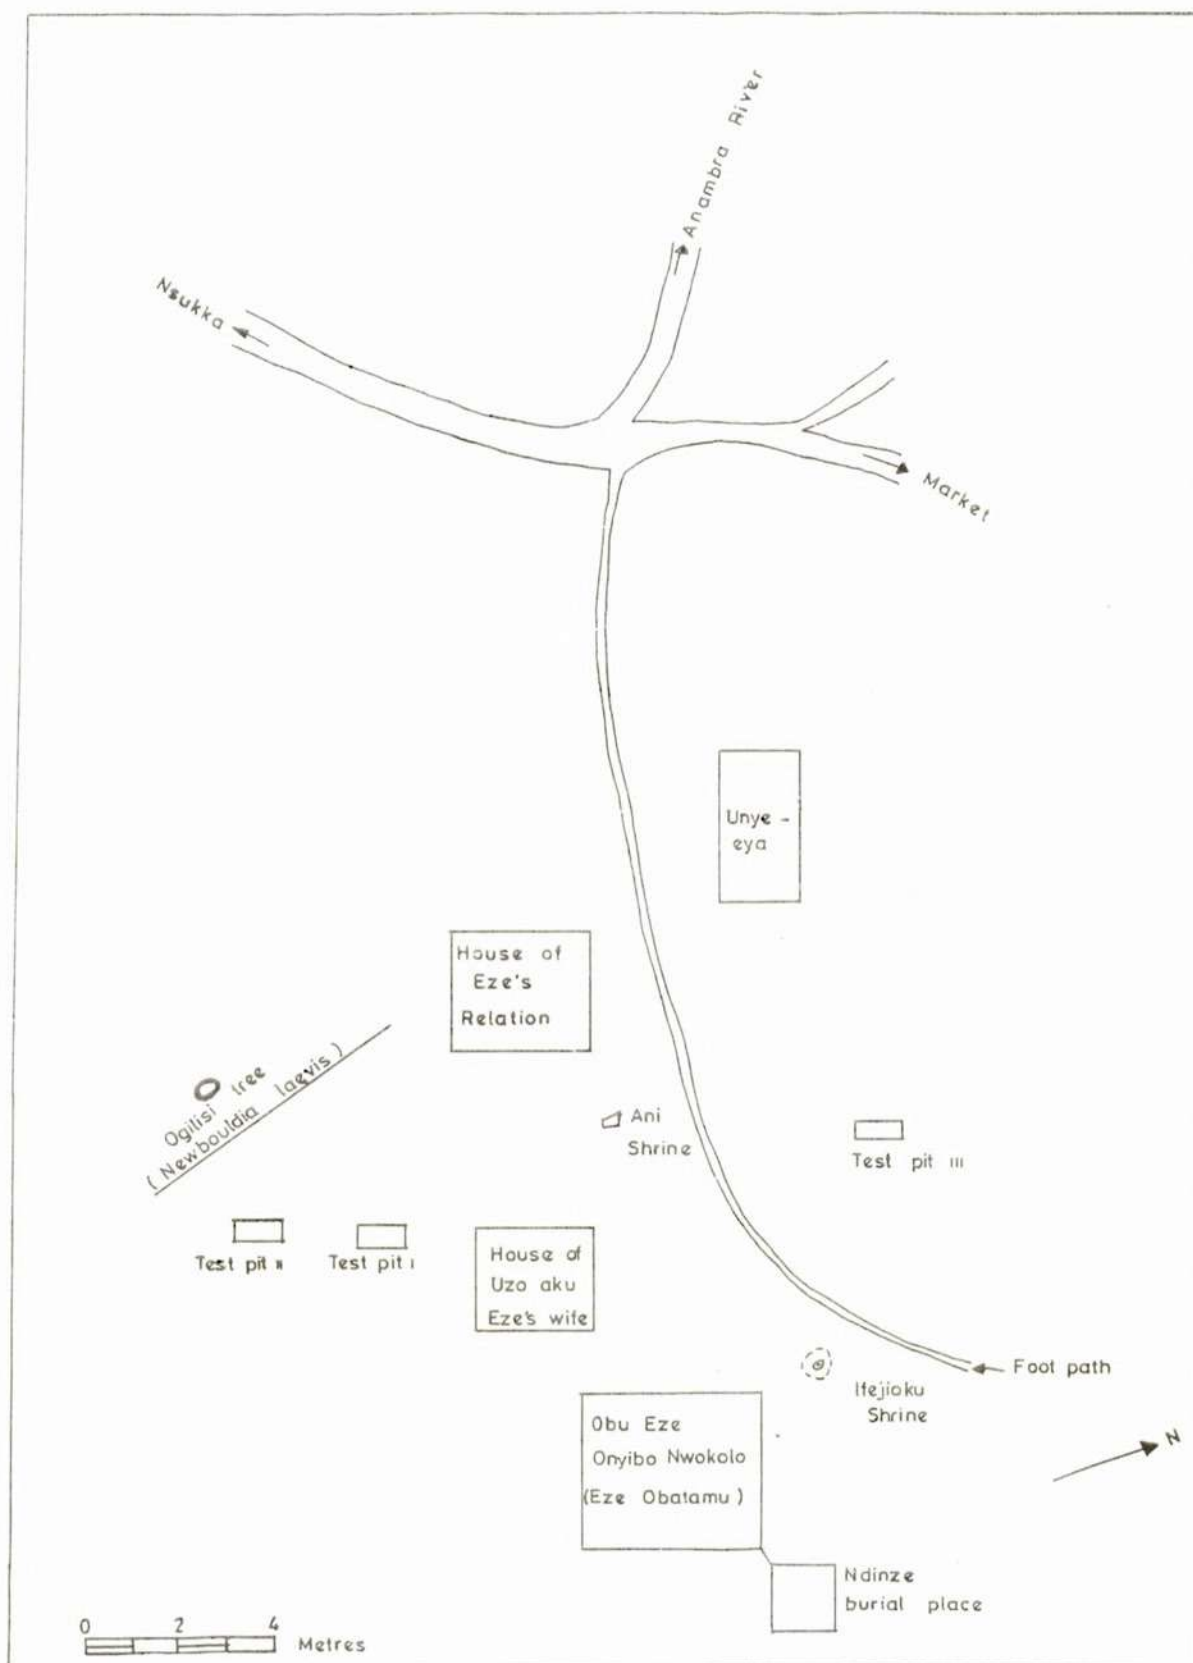 Anambra River
Nsukka
Market
Unye -
eya
House of
Eze's
Relation
Ogilisi tree
( Newbouldia laevis )
Ani
Shrine
Test pit III
Test pit II
Test pit I
House of
Uzo aku
Eze's wife
Foot path
Ifejioku
Shrine
N
Obu Eze
Onyibo Nwokolo
(Eze Obatamu )
Ndinze
burial place
0 2 4
Metres